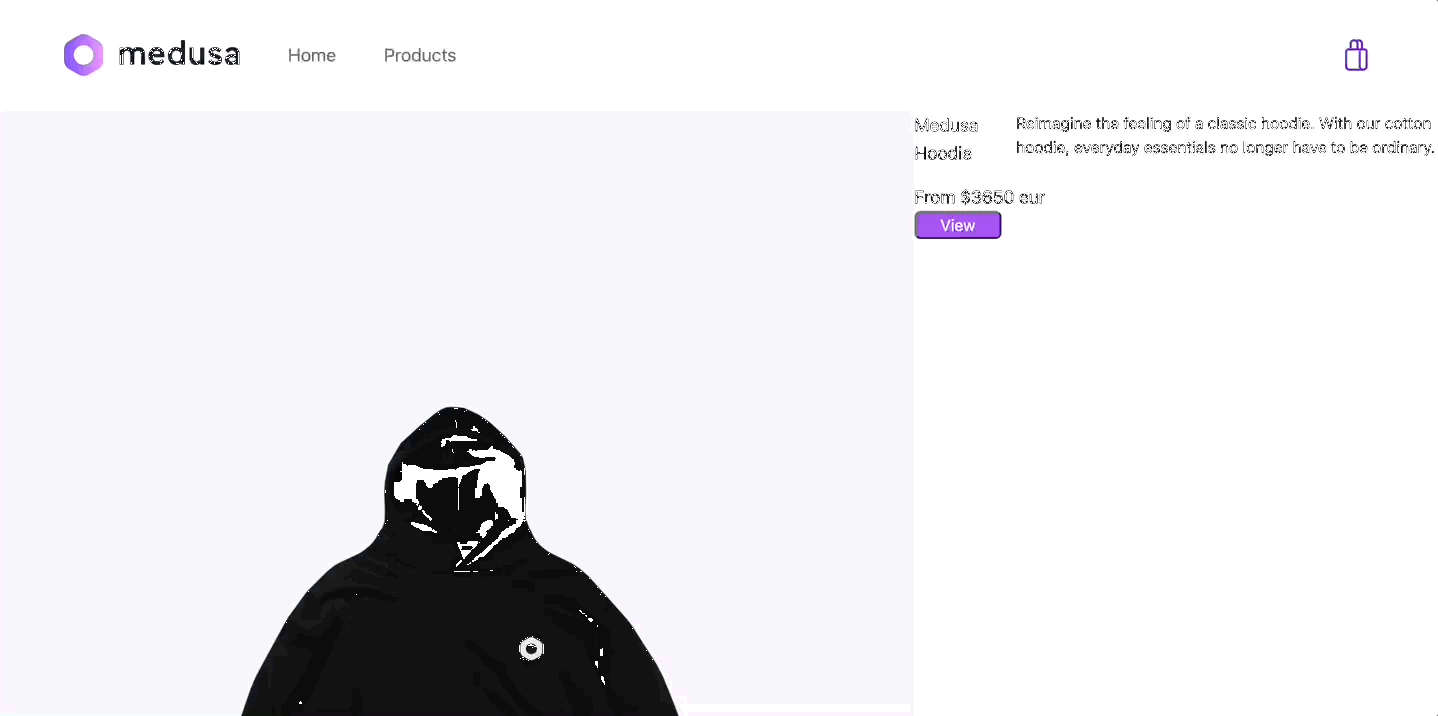 medusa
Home
Products
Medusa
Hoodie
Reimagine the feeling of a classic hoodie. With our cotton
hoodie, everyday essentials no longer have to be ordinary.
From $3650 eur
View